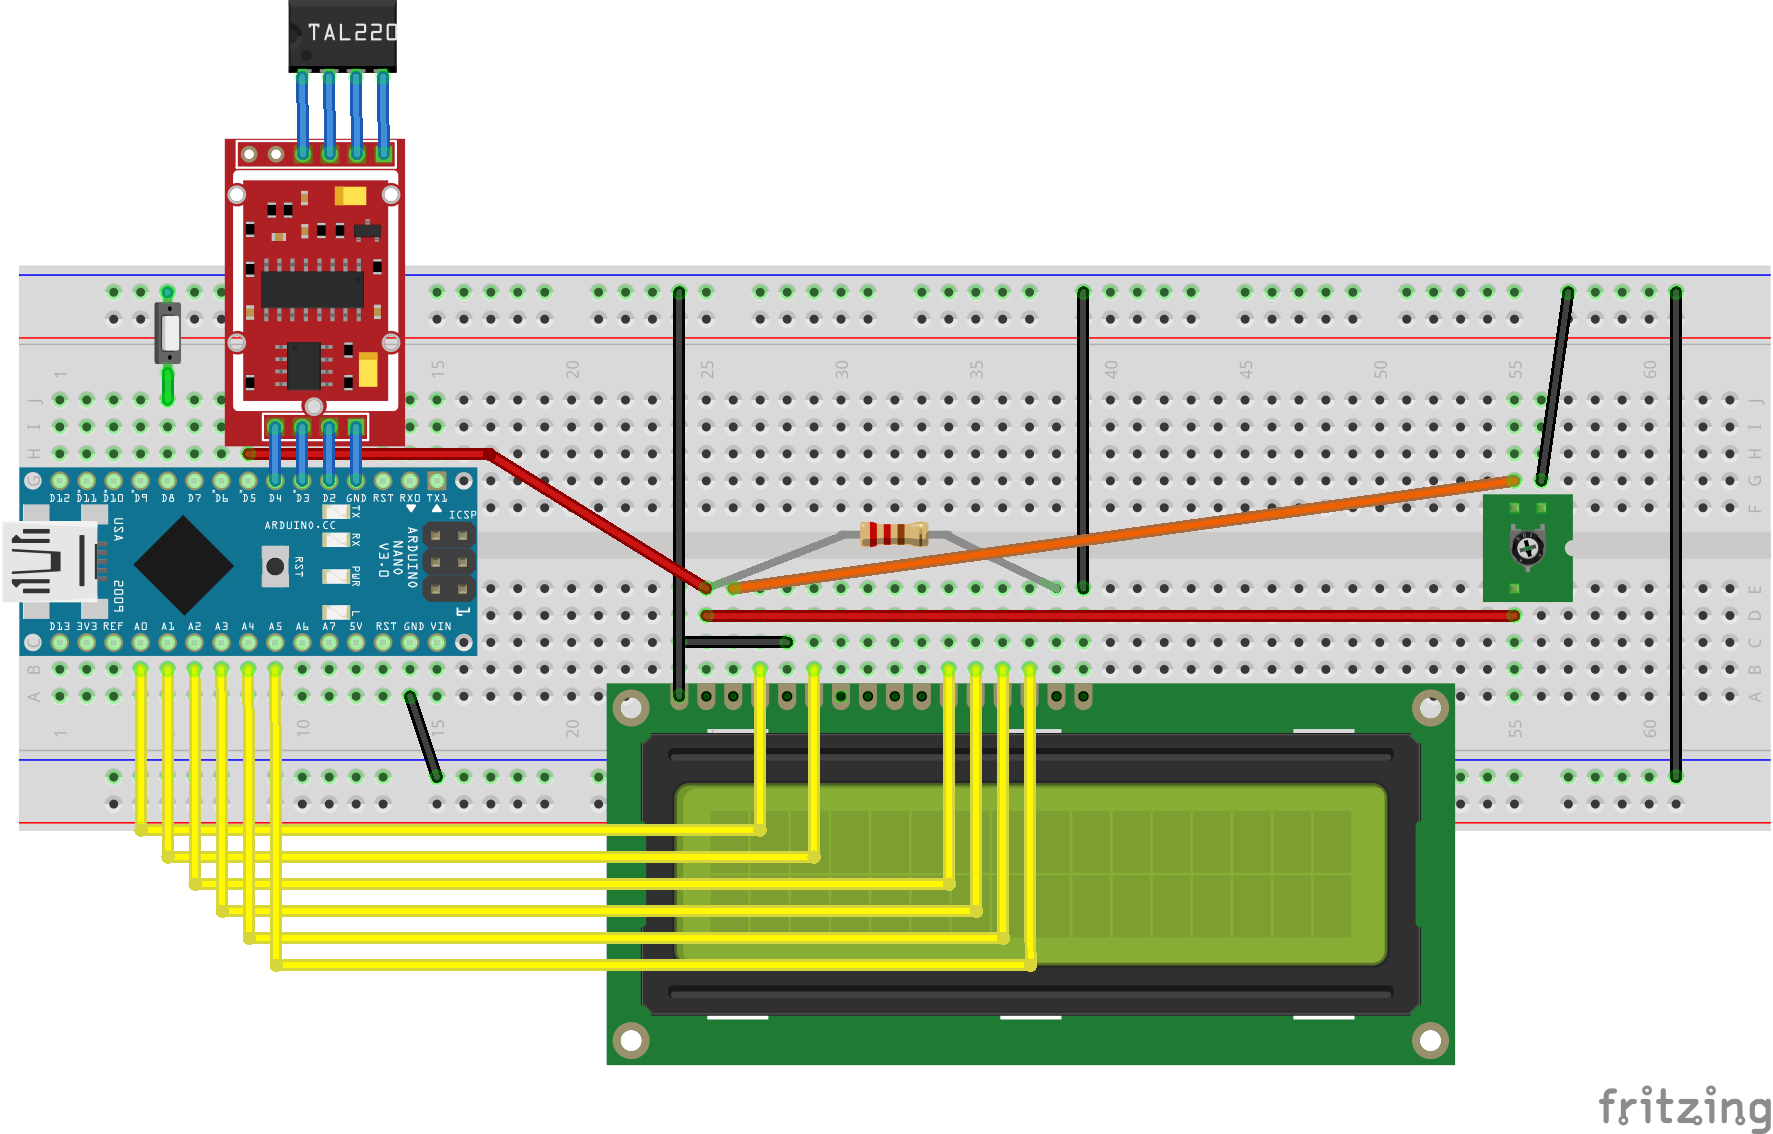 TAL220
1 15 20 25 30 35 40 45 50 55 60
J J
I I
H H
G G
D12 D11 D10 D9 D8 D7 D6 D5 D4 D3 D2 GND RST RX0 TX1
F F
USA
ARDUINO.CC
TX
ICSP
RX
RST
ARDUINO
NANO
V3.0
PWR
2009
L
1
E
D13 3V3 REF A0 A1 A2 A3 A4 A5 A6 A7 5V RST GND VIN
D
C C
B B
A A
1 10 15 20 55 60
fritzing